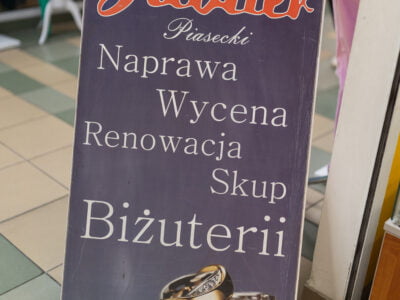 Piasecki
Naprawa
Wycena
Renowacja
Skup
Biżuterii